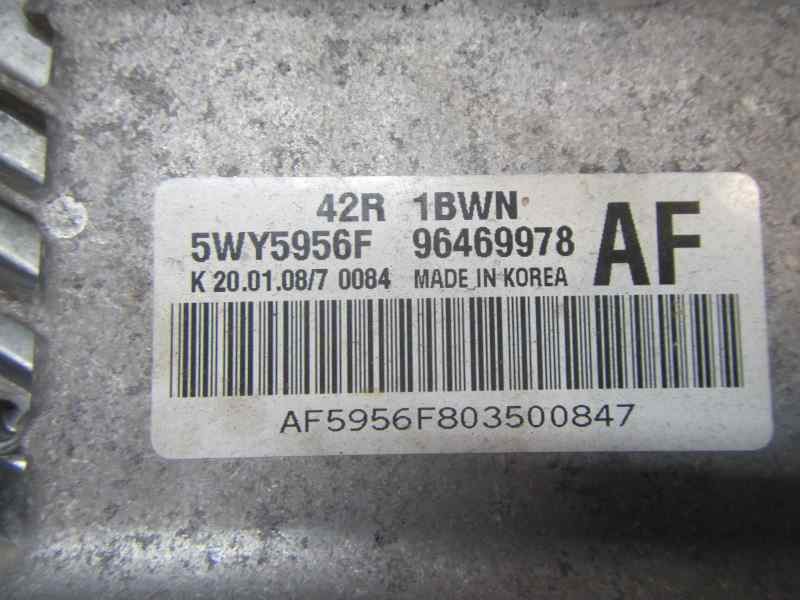 42R 1BWN
5WY5956F 96469978 AF
K 20.01.08/7 0084 MADE IN KOREA
AF5956F803500847